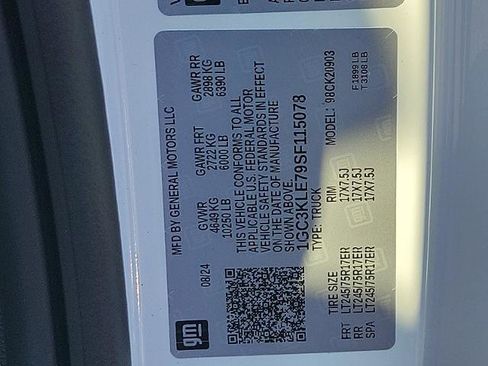 MFD BY GENERAL MOTORS LLC
08/24 GVWR GAWR FRT GAWR RR
4649 KG 2722 KG 2898 KG
10250 LB 6000 LB 6390 LB
THIS VEHICLE CONFORMS TO ALL
APPLICABLE U.S. FEDERAL MOTOR
VEHICLE SAFETY STANDARDS IN EFFECT
ON THE DATE OF MANUFACTURE
SHOWN ABOVE.
1GC3KLE79SF115078
TYPE: TRUCK MODEL: 98CK20903
gm
TIRE SIZE RIM
FRT LT245/75R17ER 17X7.5J
RR LT245/75R17ER 17X7.5J F 1899 LB
SPA LT245/75R17ER 17X7.5J T 3108 LB